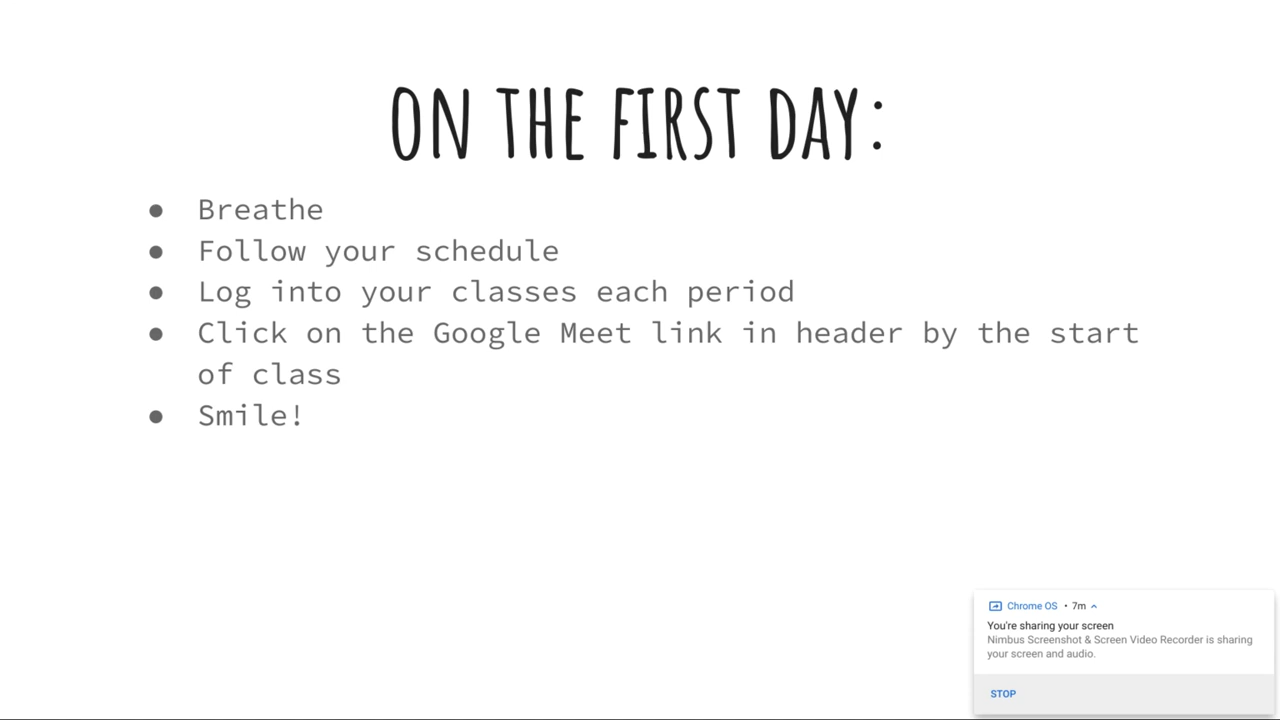 ON THE FIRST DAY:
● Breathe
● Follow your schedule
● Log into your classes each period
● Click on the Google Meet link in header by the start
of class
● Smile!
Chrome OS • 7m
You're sharing your screen
Nimbus Screenshot & Screen Video Recorder is sharing
your screen and audio.
STOP